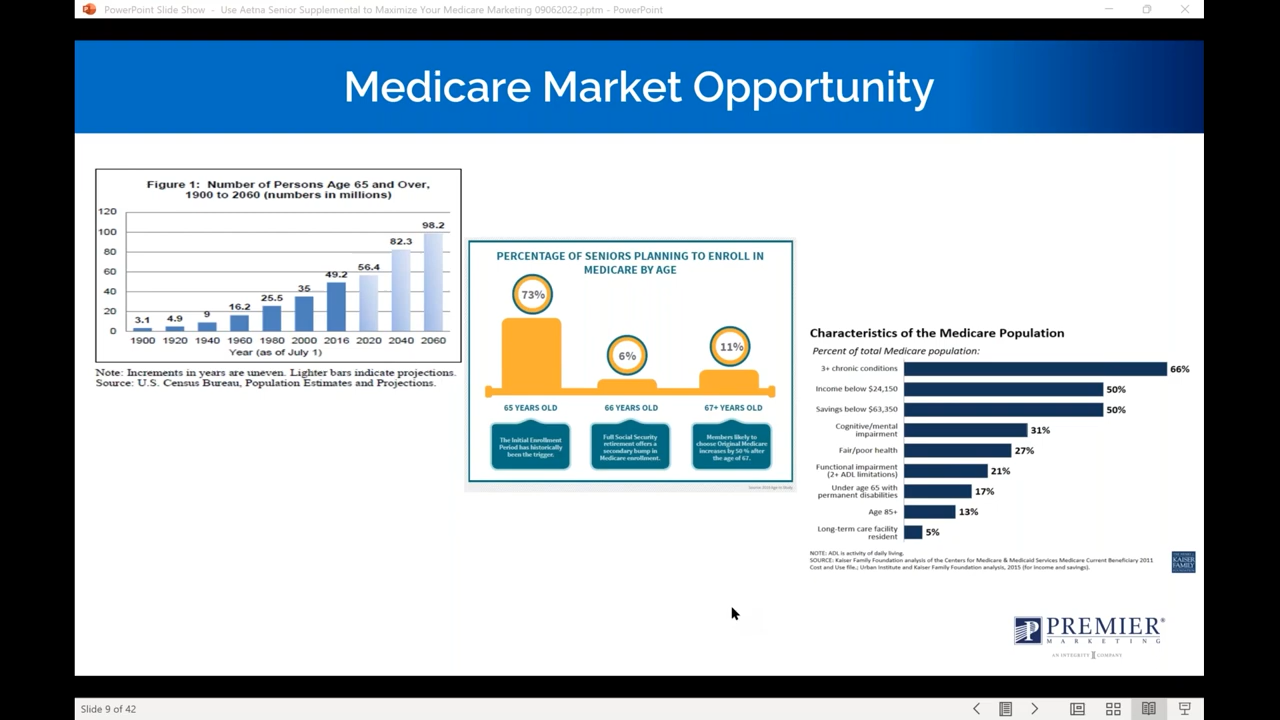 PowerPoint Slide Show - Use Aetna Senior Supplemental to Maximize Your Medicare Marketing 09062022.pptm - PowerPoint
Medicare Market Opportunity
Figure 1: Number of Persons Age 65 and Over,
1900 to 2060 (numbers in millions)
120
100
80
60
40
20
0
3.1
4.9
9
16.2
25.5
35
49.2
56.4
82.3
98.2
1900 1920 1940 1960 1980 2000 2016 2020 2040 2060
Year (as of July 1)
Note: Increments in years are uneven. Lighter bars indicate projections.
Source: U.S. Census Bureau, Population Estimates and Projections.
PERCENTAGE OF SENIORS PLANNING TO ENROLL IN
MEDICARE BY AGE
73%
6%
11%
65 YEARS OLD
66 YEARS OLD
67+ YEARS OLD
The Initial Enrollment
Period has historically
been the trigger.
Full Social Security
retirement offers a
secondary bump in
Medicare enrollment.
Members likely to
choose Original Medicare
increases by 50 % after
the age of 67.
Characteristics of the Medicare Population
Percent of total Medicare population:
3+ chronic conditions 66%
Income below $24,150 50%
Savings below $63,350 50%
Cognitive/mental
impairment 31%
Fair/poor health 27%
Functional impairment
(2+ ADL limitations) 21%
Under age 65 with
permanent disabilities 17%
Age 85+ 13%
Long-term care facility
resident 5%
NOTE: ADL is activity of daily living.
SOURCE: Kaiser Family Foundation analysis of the Centers for Medicare & Medicaid Services Medicare Current Beneficiary 2011
Cost and Use file.; Urban Institute and Kaiser Family Foundation analysis, 2015 (for income and savings).
KAISER
FAMILY
PREMIER®
MARKETING
AN INTEGRITY COMPANY
Slide 9 of 42